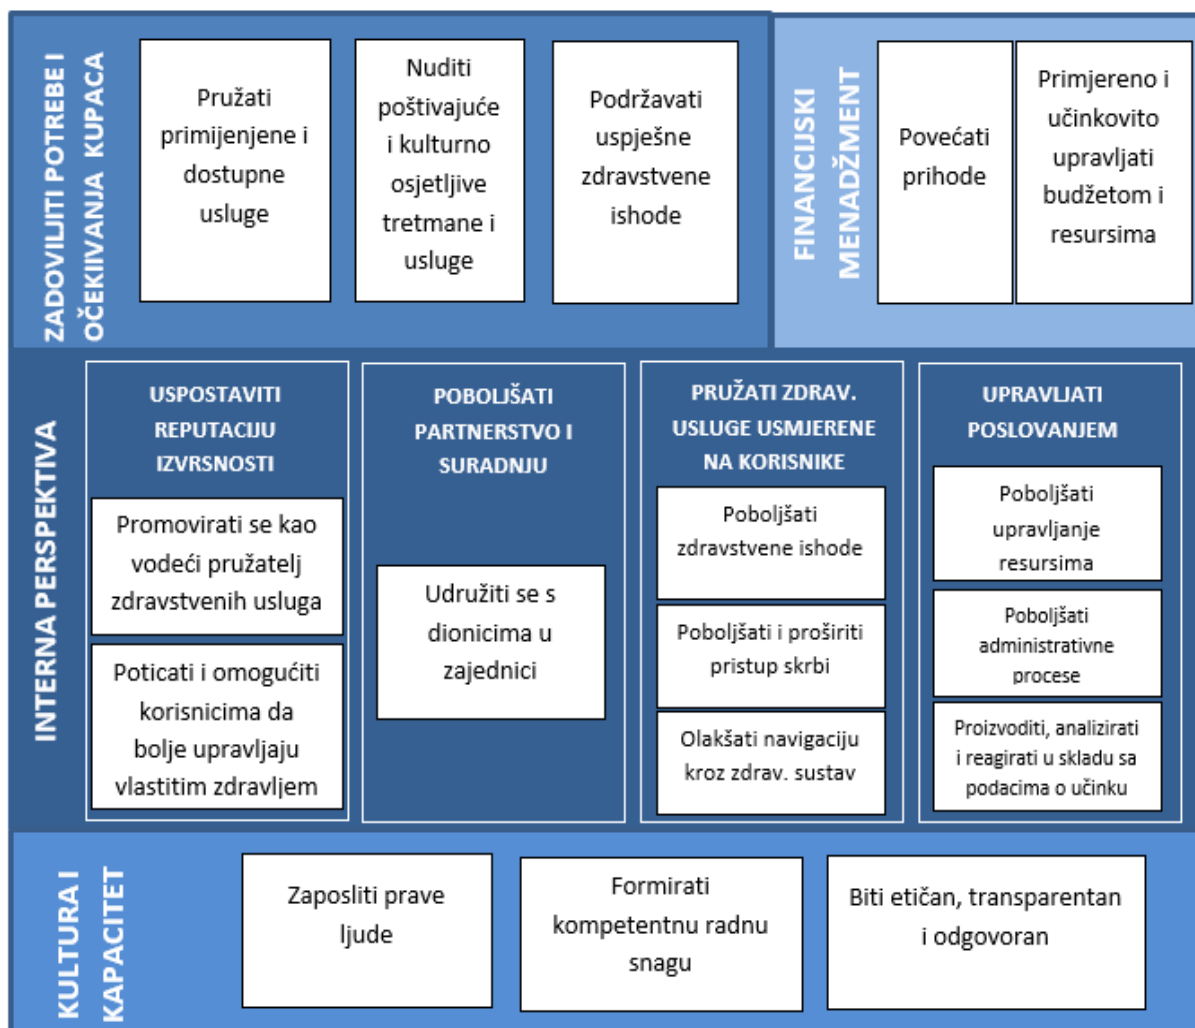 ZADOVILJITI POTREBE I
OČEKIIVANJA KUPACA
Pružati
primijenjene i
dostupne
usluge
Nuditi
poštivajuće
i kulturno
osjetljive
tretmane i
usluge
Podržavati
uspješne
zdravstvene
ishode
FINANCIJSKI
MENADŽMENT
Povećati
prihode
Primjereno i
učinkovito
upravljati
budžetom i
resursima
INTERNA PERSPEKTIVA
USPOSTAVITI
REPUTACIJU
IZVRSNOSTI
Promovirati se kao
vodeći pružatelj
zdravstvenih usluga
Poticati i omogućiti
korisnicima da
bolje upravljaju
vlastitim zdravljem
POBOLJŠATI
PARTNERSTVO I
SURADNJU
Udružiti se s
dionicima u
zajednici
PRUŽATI ZDRAV.
USLUGE USMJERENE
NA KORISNIKE
Poboljšati
zdravstvene ishode
Poboljšati i proširiti
pristup skrbi
Olakšati navigaciju
kroz zdrav. sustav
UPRAVLJATI
POSLOVANJEM
Poboljšati
upravljanje
resursima
Poboljšati
administrativne
procese
Proizvoditi, analizirati
i reagirati u skladu sa
podacima o učinku
KULTURA I
KAPACITET
Zaposliti prave
ljude
Formirati
kompetentnu radnu
snagu
Biti etičan, transparentan
i odgovoran